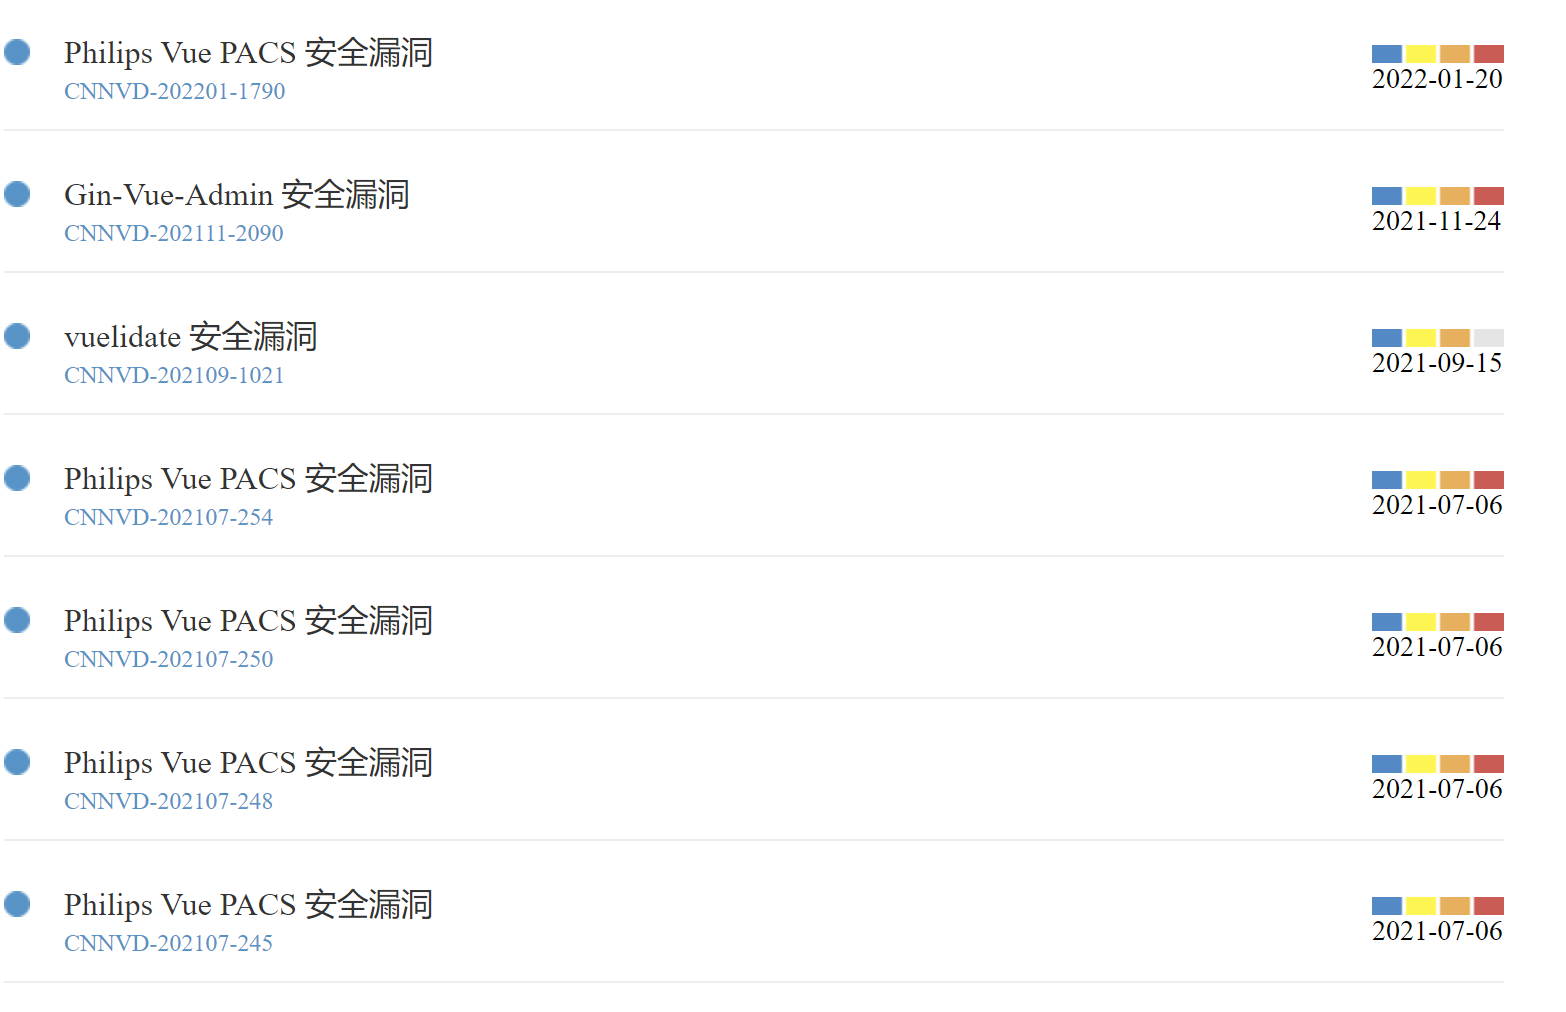 Philips Vue PACS 安全漏洞
CNNVD-202201-1790
2022-01-20
Gin-Vue-Admin 安全漏洞
CNNVD-202111-2090
2021-11-24
vuelidate 安全漏洞
CNNVD-202109-1021
2021-09-15
Philips Vue PACS 安全漏洞
CNNVD-202107-254
2021-07-06
Philips Vue PACS 安全漏洞
CNNVD-202107-250
2021-07-06
Philips Vue PACS 安全漏洞
CNNVD-202107-248
2021-07-06
Philips Vue PACS 安全漏洞
CNNVD-202107-245
2021-07-06